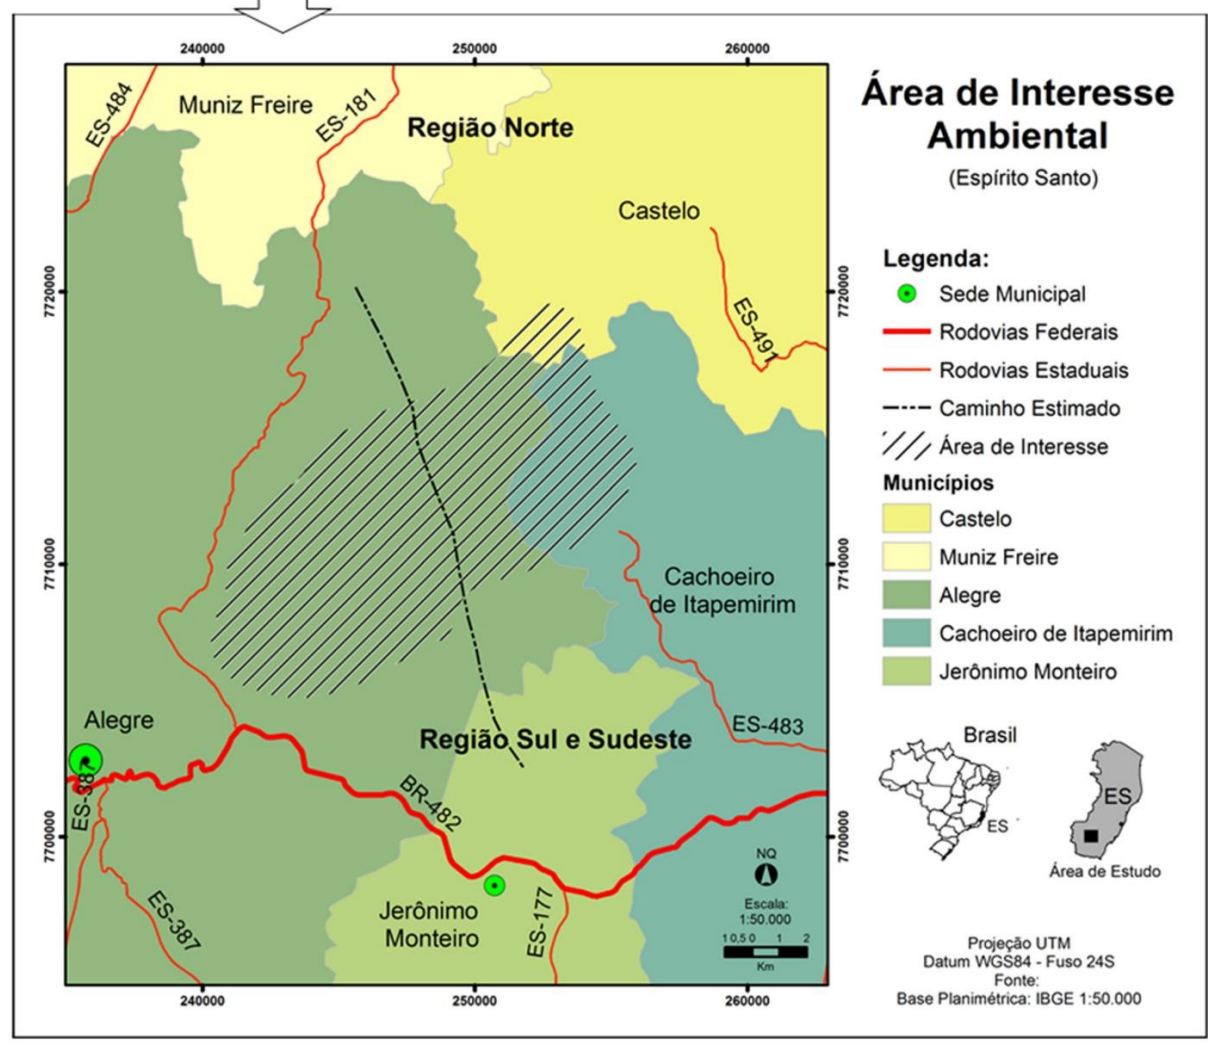 240000
250000
260000
ES-484
Muniz Freire
ES-181
Região Norte
Castelo
7720000
7720000
ES-491
7710000
7710000
Cachoeiro
de Itapemirim
Alegre
ES-483
Região Sul e Sudeste
ES-387
BR-482
7700000
7700000
NQ
Escala:
1:50.000
1 0,5 0 1 2
Km
Jerônimo
Monteiro
ES-177
ES-387
240000
250000
260000
Área de Interesse
Ambiental
(Espírito Santo)
Legenda:
Sede Municipal
Rodovias Federais
Rodovias Estaduais
Caminho Estimado
Área de Interesse
Municípios
Castelo
Muniz Freire
Alegre
Cachoeiro de Itapemirim
Jerônimo Monteiro
Brasil
ES
ES
Área de Estudo
Projeção UTM
Datum WGS84 - Fuso 24S
Fonte:
Base Planimétrica: IBGE 1:50.000